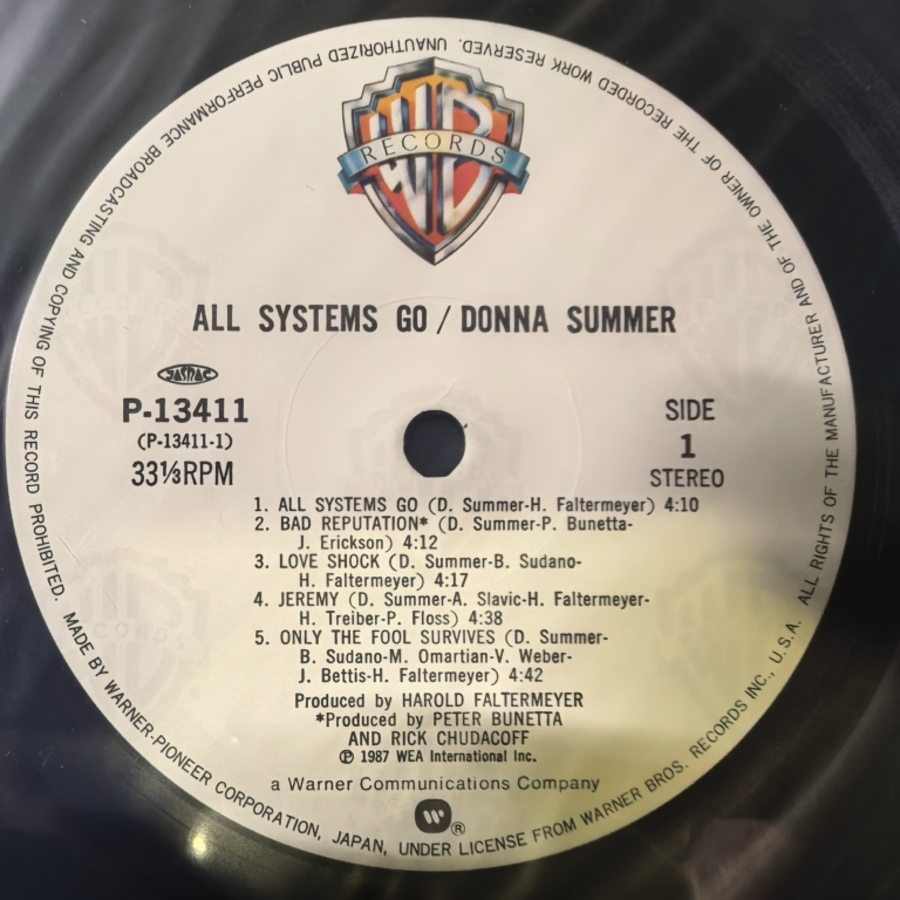 WB
RECORDS
ALL SYSTEMS GO / DONNA SUMMER
JASRAC
P-13411
(P-13411-1)
33⅓RPM
SIDE
1
STEREO
1. ALL SYSTEMS GO (D. Summer-H. Faltermeyer) 4:10
2. BAD REPUTATION* (D. Summer-P. Bunetta-
J. Erickson) 4:12
3. LOVE SHOCK (D. Summer-B. Sudano-
H. Faltermeyer) 4:17
4. JEREMY (D. Summer-A. Slavic-H. Faltermeyer-
H. Treiber-P. Floss) 4:38
5. ONLY THE FOOL SURVIVES (D. Summer-
B. Sudano-M. Omartian-V. Weber-
J. Bettis-H. Faltermeyer) 4:42
Produced by HAROLD FALTERMEYER
*Produced by PETER BUNETTA
AND RICK CHUDACOFF
℗ 1987 WEA International Inc.
a Warner Communications Company
W ®
MADE BY WARNER-PIONEER CORPORATION, JAPAN, UNDER LICENSE FROM WARNER BROS. RECORDS INC., U.S.A. ALL RIGHTS OF THE MANUFACTURER AND OF THE OWNER OF THE RECORDED WORK RESERVED. UNAUTHORIZED PUBLIC PERFORMANCE BROADCASTING AND COPYING OF THIS RECORD PROHIBITED.